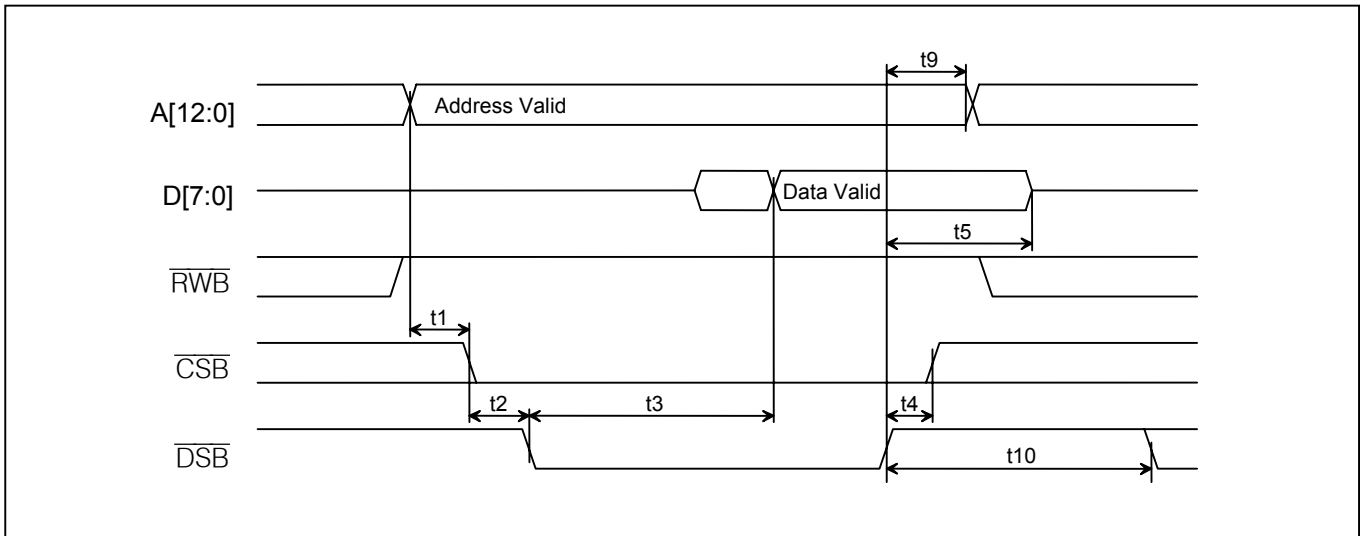 t9
A[12:0]
Address Valid
D[7:0]
Data Valid
t5
RWB
t1
CSB
t2
t3
t4
DSB
t10